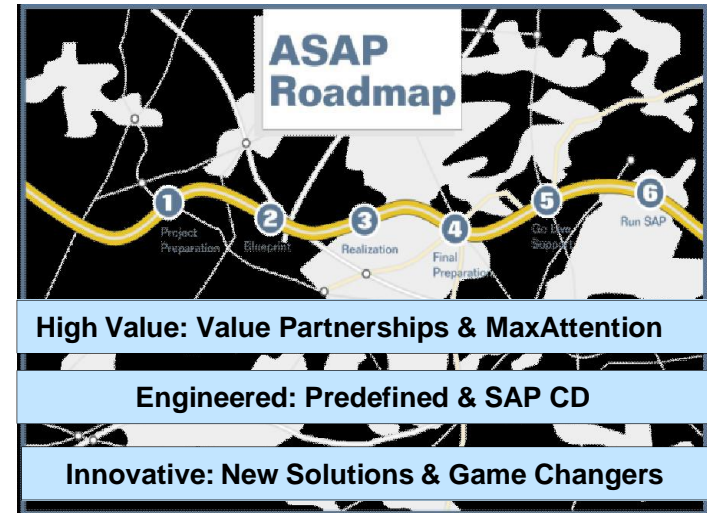 ASAP
Roadmap
1
2
3
4
5
6
Project
Preparation
Blueprint
Realization
Final
Preparation
Go Live
Support
Run SAP
High Value: Value Partnerships & MaxAttention
Engineered: Predefined & SAP CD
Innovative: New Solutions & Game Changers